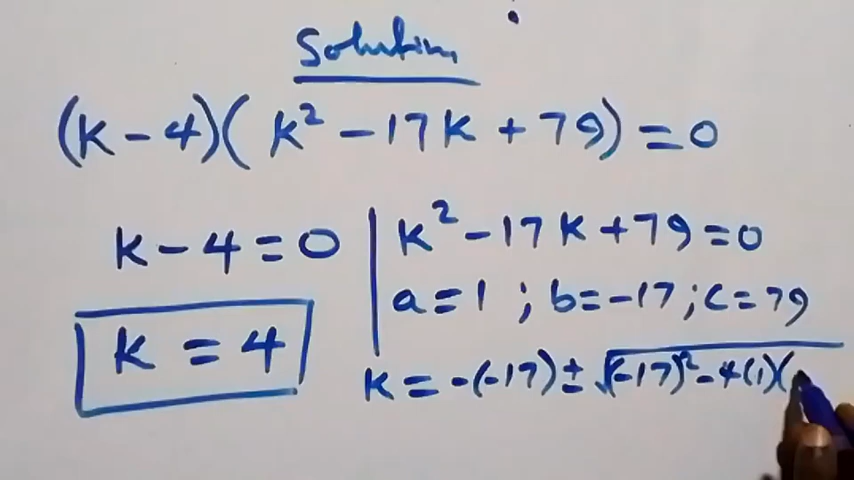 Solution
(k - 4)(k² - 17k + 79) = 0
k - 4 = 0
k = 4
k² - 17k + 79 = 0
a = 1 ; b = -17 ; c = 79
k = -(-17) ± √(-17)² - 4(1)(